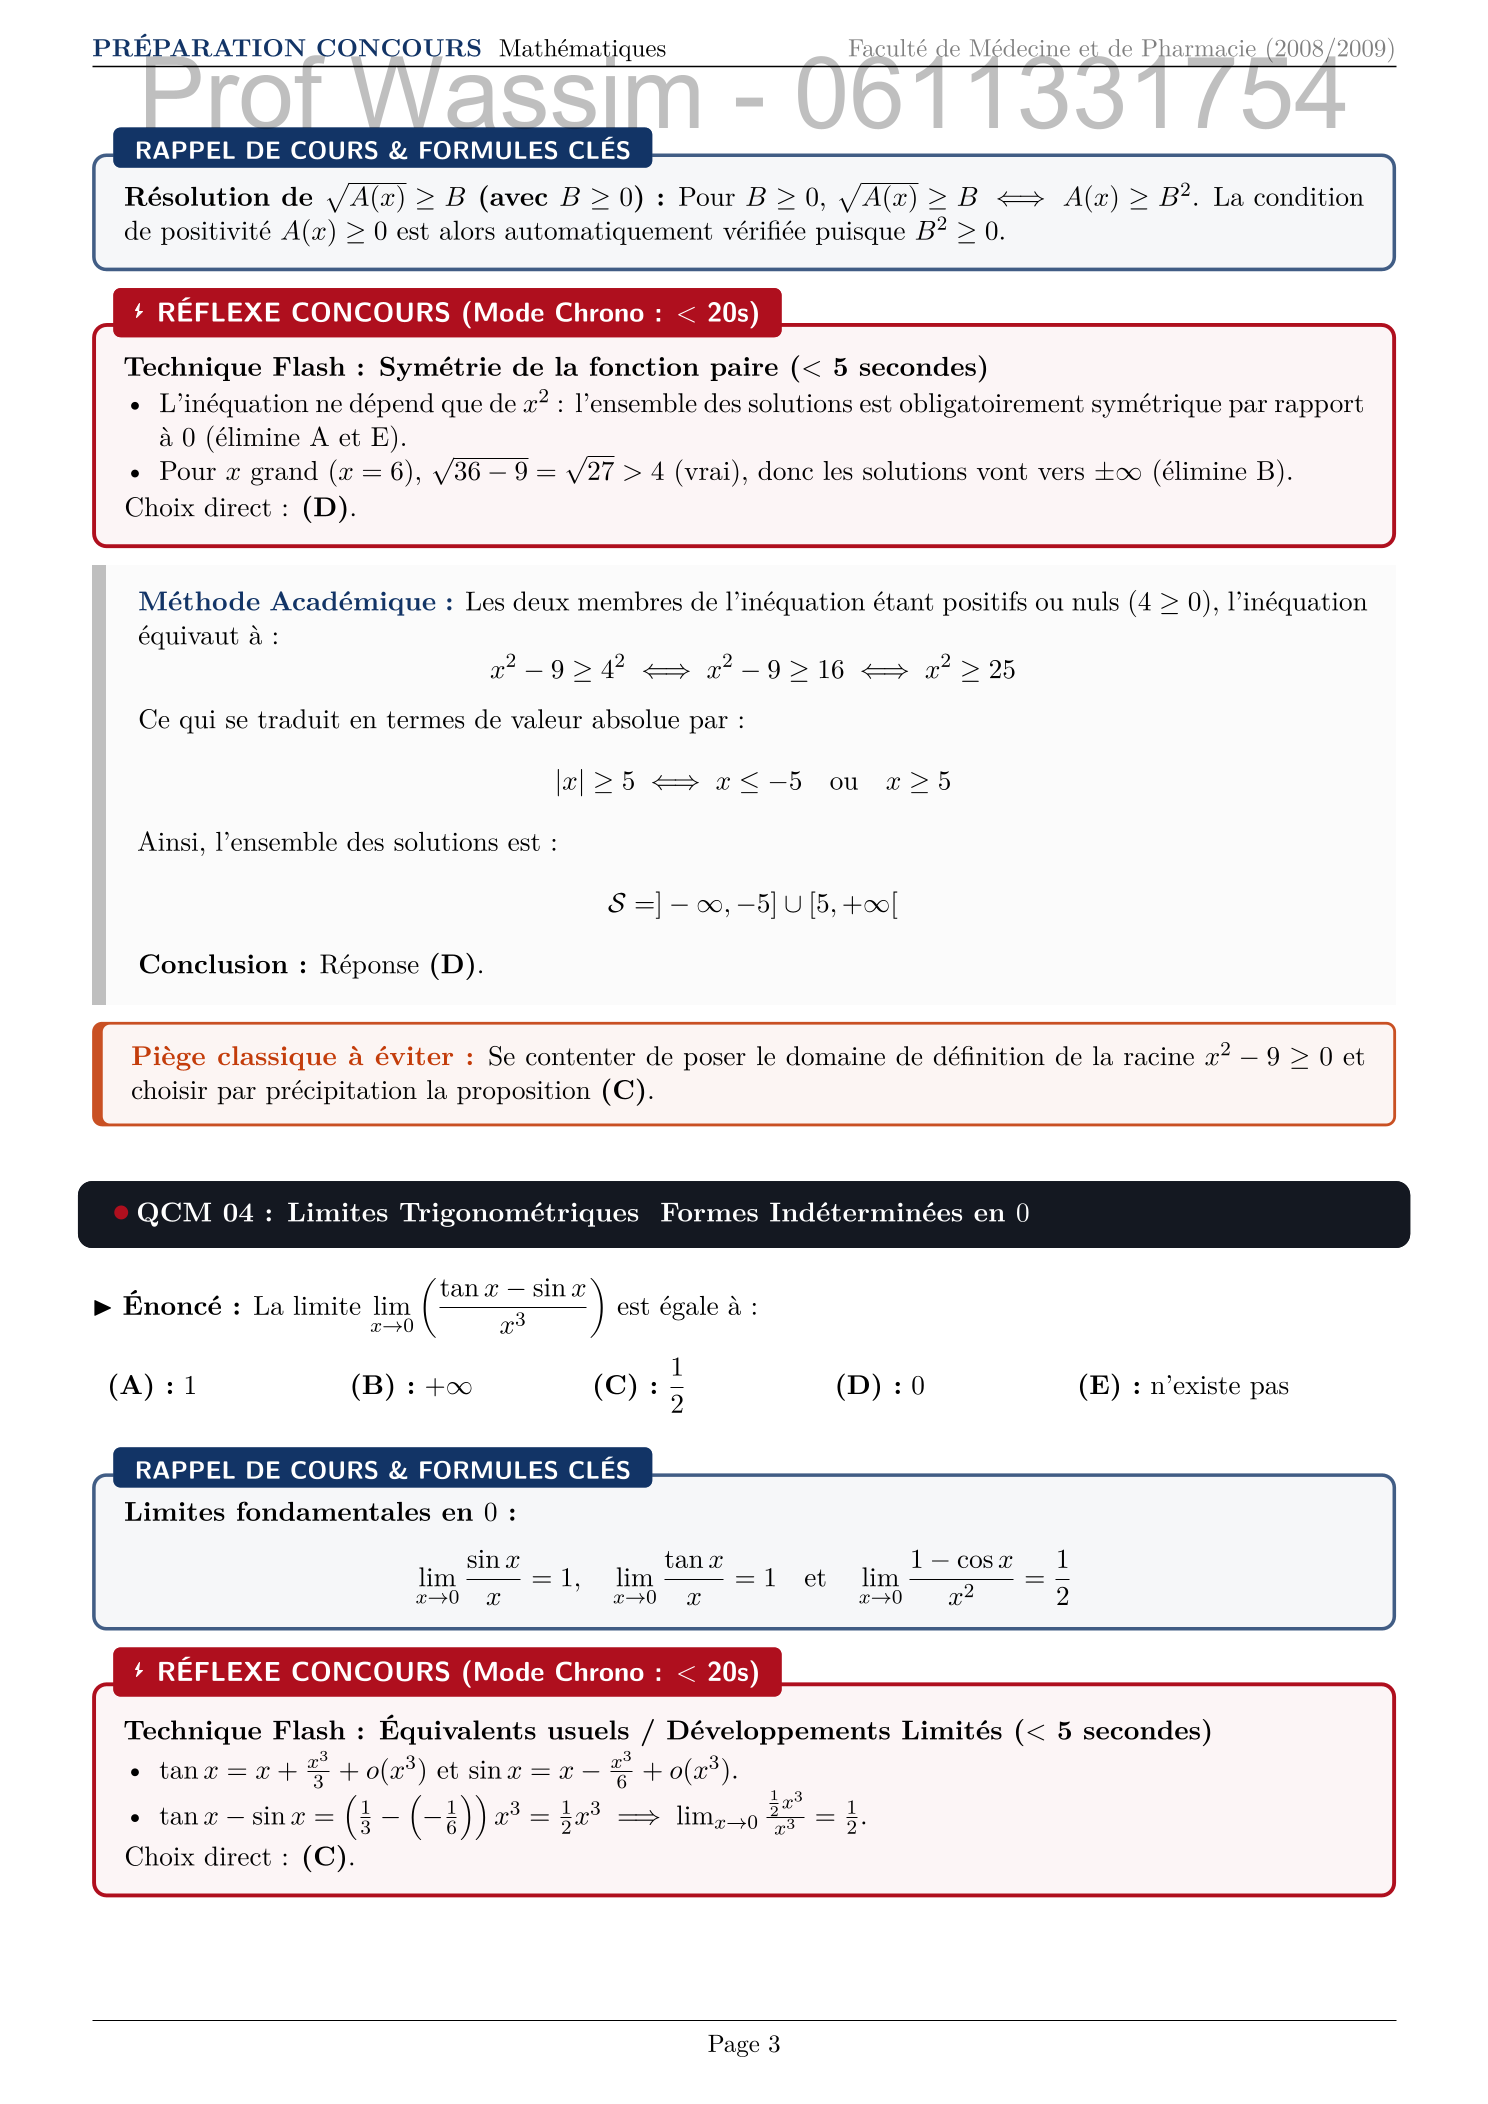 PRÉPARATION CONCOURS Mathématiques Faculté de Médecine et de Pharmacie (2008/2009)
Prof Wassim - 0611331754
RAPPEL DE COURS & FORMULES CLÉS
Résolution de √A(x) ≥ B (avec B ≥ 0) : Pour B ≥ 0, √A(x) ≥ B ⟺ A(x) ≥ B². La condition
de positivité A(x) ≥ 0 est alors automatiquement vérifiée puisque B² ≥ 0.
RÉFLEXE CONCOURS (Mode Chrono : < 20s)
Technique Flash : Symétrie de la fonction paire (< 5 secondes)
• L'inéquation ne dépend que de x² : l'ensemble des solutions est obligatoirement symétrique par rapport
à 0 (élimine A et E).
• Pour x grand (x = 6), √(36 − 9) = √27 > 4 (vrai), donc les solutions vont vers ±∞ (élimine B).
Choix direct : (D).
Méthode Académique : Les deux membres de l'inéquation étant positifs ou nuls (4 ≥ 0), l'inéquation
équivaut à :
x² − 9 ≥ 4² ⟺ x² − 9 ≥ 16 ⟺ x² ≥ 25
Ce qui se traduit en termes de valeur absolue par :
|x| ≥ 5 ⟺ x ≤ −5 ou x ≥ 5
Ainsi, l'ensemble des solutions est :
𝒮 =] − ∞, −5] ∪ [5, +∞[
Conclusion : Réponse (D).
Piège classique à éviter : Se contenter de poser le domaine de définition de la racine x² − 9 ≥ 0 et
choisir par précipitation la proposition (C).
QCM 04 : Limites Trigonométriques Formes Indéterminées en 0
▶ Énoncé : La limite lim x→0 ((tan x − sin x)/x³) est égale à :
(A) : 1 (B) : +∞ (C) : 1/2 (D) : 0 (E) : n'existe pas
RAPPEL DE COURS & FORMULES CLÉS
Limites fondamentales en 0 :
lim x→0 sin x/x = 1, lim x→0 tan x/x = 1 et lim x→0 (1 − cos x)/x² = 1/2
RÉFLEXE CONCOURS (Mode Chrono : < 20s)
Technique Flash : Équivalents usuels / Développements Limités (< 5 secondes)
• tan x = x + x³/3 + o(x³) et sin x = x − x³/6 + o(x³).
• tan x − sin x = (1/3 − (−1/6)) x³ = 1/2 x³ ⟹ lim x→0 (1/2 x³)/x³ = 1/2.
Choix direct : (C).
Page 3